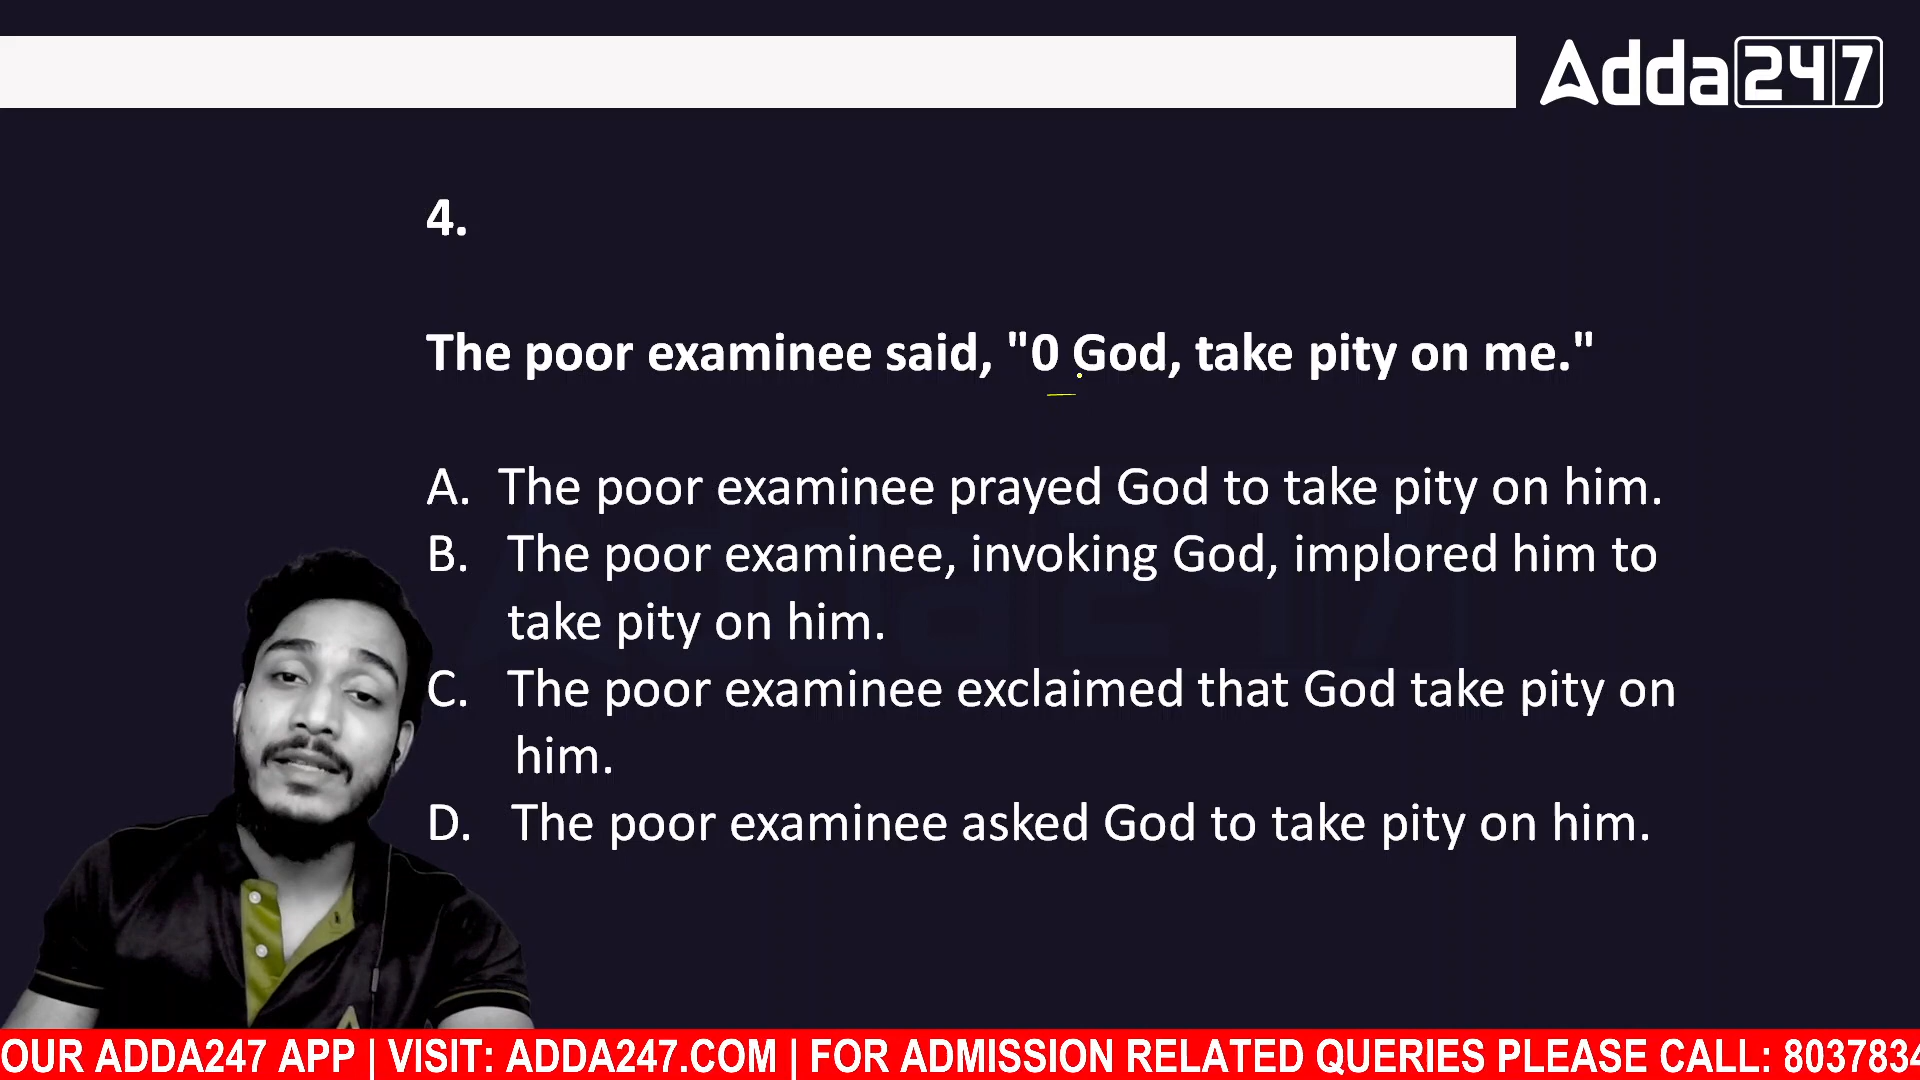 Adda247
4.
The poor examinee said, "0 God, take pity on me."
A. The poor examinee prayed God to take pity on him.
B. The poor examinee, invoking God, implored him to
take pity on him.
C. The poor examinee exclaimed that God take pity on
him.
D. The poor examinee asked God to take pity on him.
OUR ADDA247 APP | VISIT: ADDA247.COM | FOR ADMISSION RELATED QUERIES PLEASE CALL: 8037834